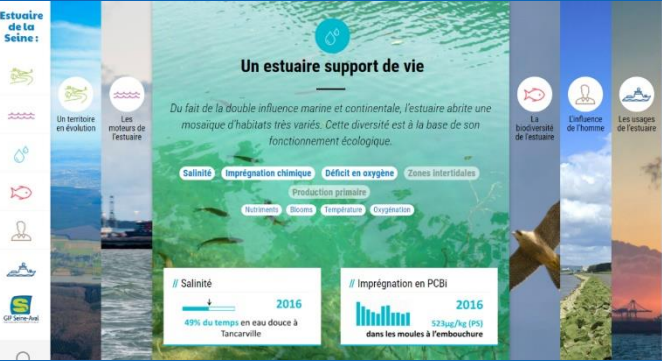 Estuaire
de la
Seine :
GIP Seine-Aval
Un territoire
en évolution
Les
moteurs de
l'estuaire
Un estuaire support de vie
Du fait de la double influence marine et continentale, l'estuaire abrite une
mosaïque d'habitats très variés. Cette diversité est à la base de son
fonctionnement écologique.
Salinité Imprégnation chimique Déficit en oxygène Zones intertidales
Production primaire
Nutriments Blooms Température Oxygénation
// Salinité
2016
49% du temps en eau douce à
Tancarville
// Imprégnation en PCBi
2016
523µg/kg (PS)
dans les moules à l'embouchure
La
biodiversité
de l'estuaire
L'influence
de l'homme
Les usages
de l'estuaire